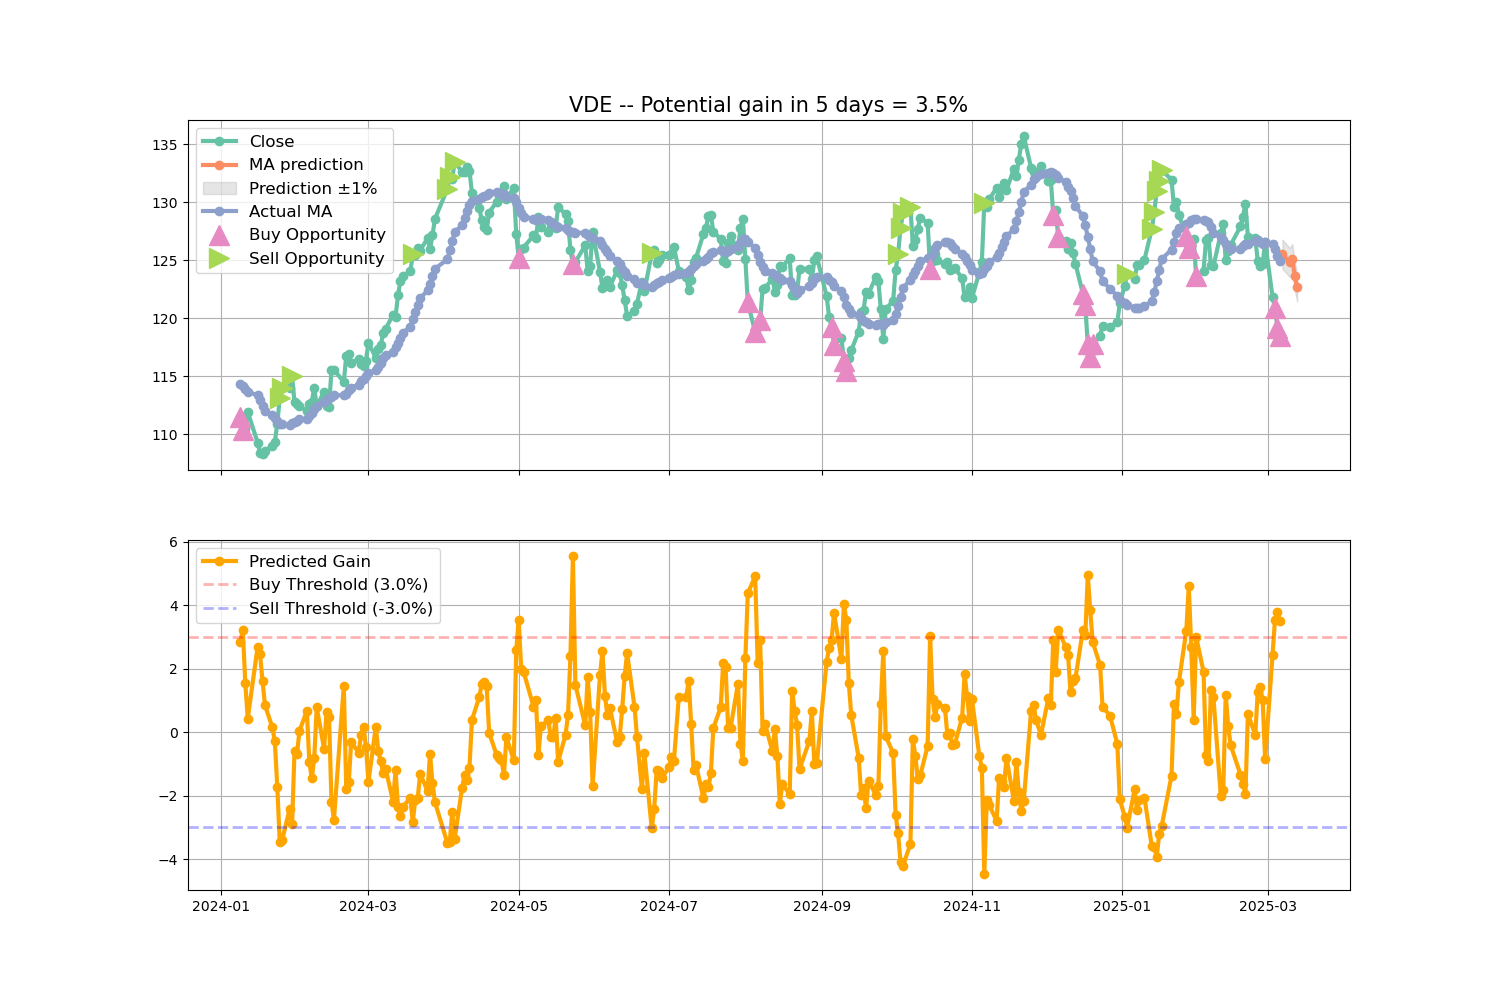 VDE -- Potential gain in 5 days = 3.5%
135
130
125
120
115
110
Close
MA prediction
Prediction ±1%
Actual MA
Buy Opportunity
Sell Opportunity
6
4
2
0
−2
−4
Predicted Gain
Buy Threshold (3.0%)
Sell Threshold (-3.0%)
2024-01
2024-03
2024-05
2024-07
2024-09
2024-11
2025-01
2025-03